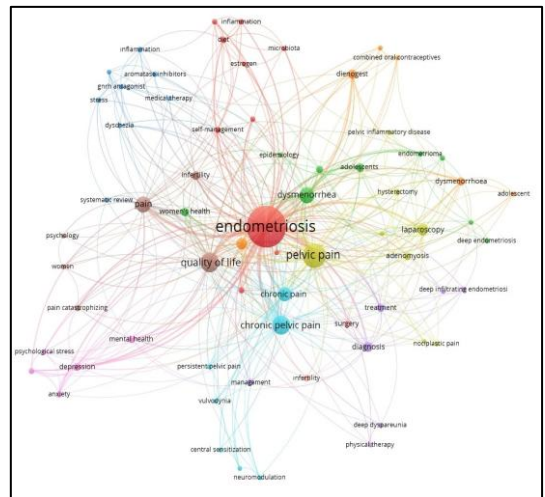 inflammation
diet
microbiota
inflammation
combined oral contraceptives
estrogen
aromatase inhibitors
dienogest
gnrh antagonist
stress
medical therapy
dyschezia
self-management
pelvic inflammatory disease
epidemiology
endometrioma
adolescents
infertility
dysmenorrhoea
dysmenorrhea
hysterectomy
adolescent
systematic review
pain
women's health
endometriosis
laparoscopy
psychology
deep endometriosis
pelvic pain
adenomyosis
women
quality of life
deep infiltrating endometriosi
chronic pain
pain catastrophizing
treatment
chronic pelvic pain
surgery
mental health
nociplastic pain
diagnosis
psychological stress
depression
persistent pelvic pain
management
infertility
anxiety
vulvodynia
deep dyspareunia
central sensitization
physical therapy
neuromodulation